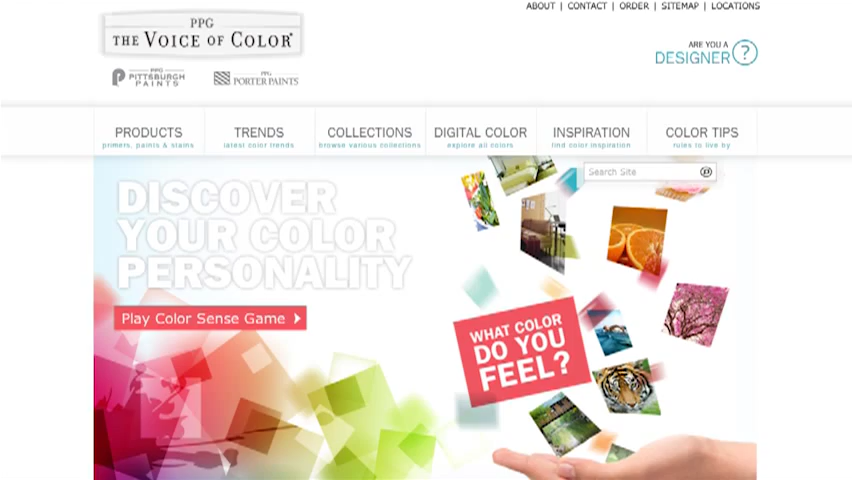 ABOUT | CONTACT | ORDER | SITEMAP | LOCATIONS
PPG
THE VOICE OF COLOR®
PPG
PITTSBURGH
PAINTS
PPG
PORTER PAINTS
ARE YOU A
DESIGNER ?
PRODUCTS
primers, paints & stains
TRENDS
latest color trends
COLLECTIONS
browse various collections
DIGITAL COLOR
explore all colors
INSPIRATION
find color inspiration
COLOR TIPS
rules to live by
Search Site
DISCOVER
YOUR COLOR
PERSONALITY
Play Color Sense Game
WHAT COLOR
DO YOU
FEEL?